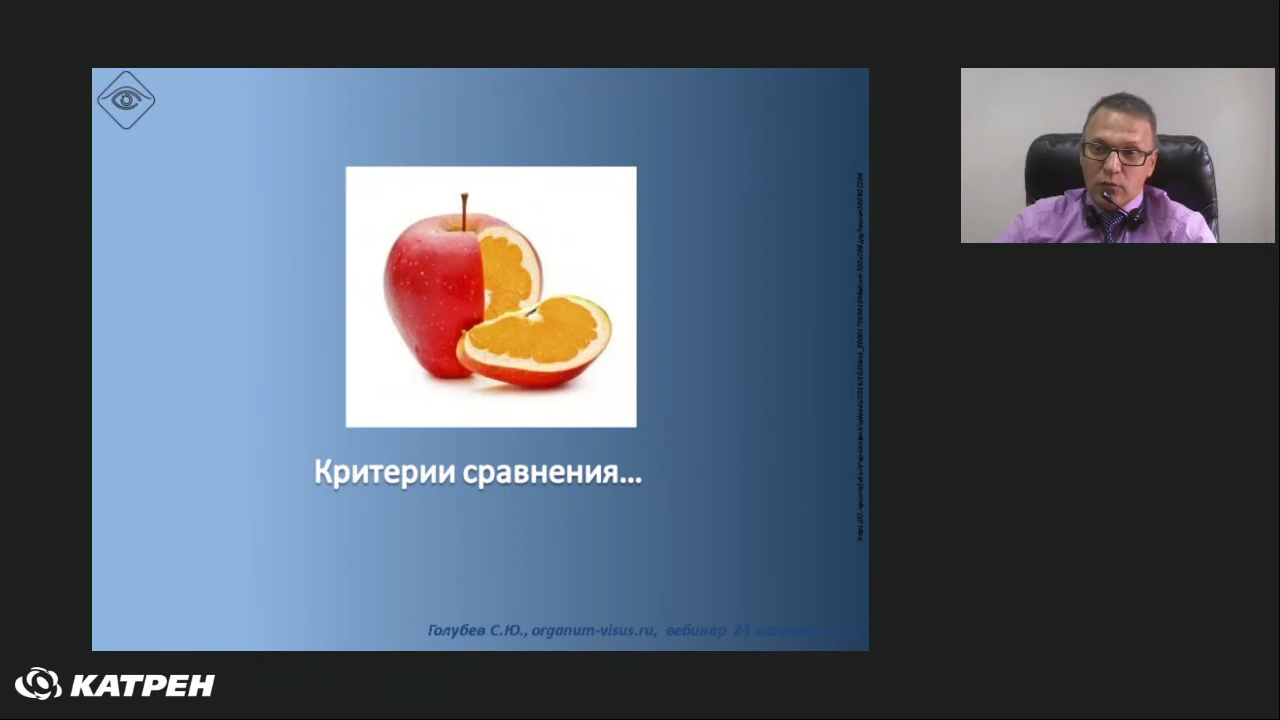 Критерии сравнения...
Голубев С.Ю., organum-visus.ru, вебинар 24
КАТРЕН